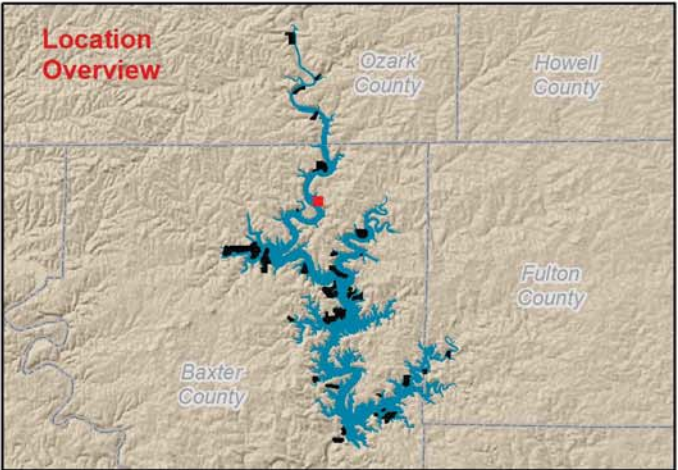 Location
Overview
Ozark
County
Howell
County
Fulton
County
Baxter
County